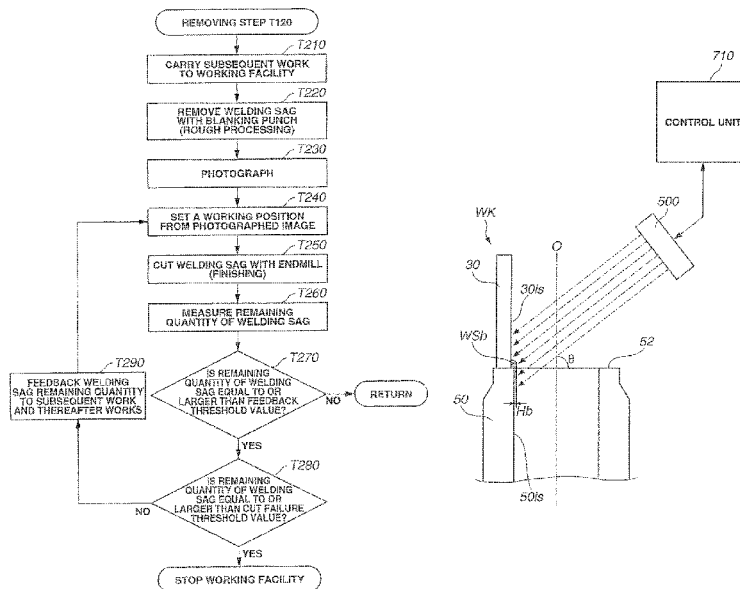 REMOVING STEP T120
T210
CARRY SUBSEQUENT WORK
TO WORKING FACILITY
T220
REMOVE WELDING SAG
WITH BLANKING PUNCH
(ROUGH PROCESSING)
T230
PHOTOGRAPH
T240
SET A WORKING POSITION
FROM PHOTOGRAPHED IMAGE
T250
CUT WELDING SAG WITH ENDMILL
(FINISHING)
T260
MEASURE REMAINING
QUANTITY OF WELDING SAG
T270
IS REMAINING
QUANTITY OF WELDING
SAG EQUAL TO OR
LARGER THAN FEEDBACK
THRESHOLD VALUE?
NO
RETURN
YES
T290
FEEDBACK WELDING
SAG REMAINING QUANTITY
TO SUBSEQUENT WORK
AND THEREAFTER WORKS
T280
IS REMAINING
QUANTITY OF WELDING
SAG EQUAL TO OR
LARGER THAN CUT FAILURE
THRESHOLD VALUE?
NO
YES
STOP WORKING FACILITY
710
CONTROL UNIT
500
WK
O
30
30is
WSb
θ
52
50
Hb
50is